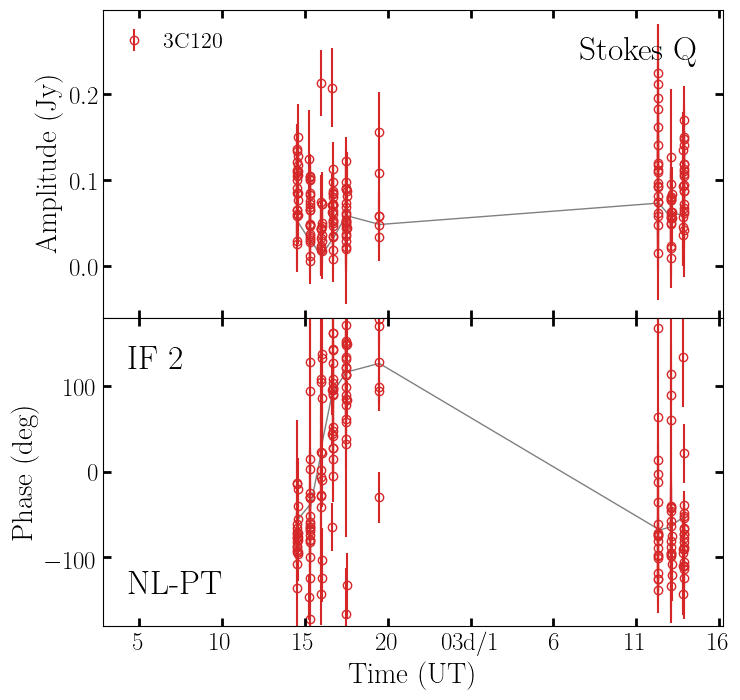 3C120
Stokes Q
Amplitude (Jy)
0.2
0.1
0.0
IF 2
Phase (deg)
100
0
−100
NL-PT
5 10 15 20 03d/1 6 11 16
Time (UT)